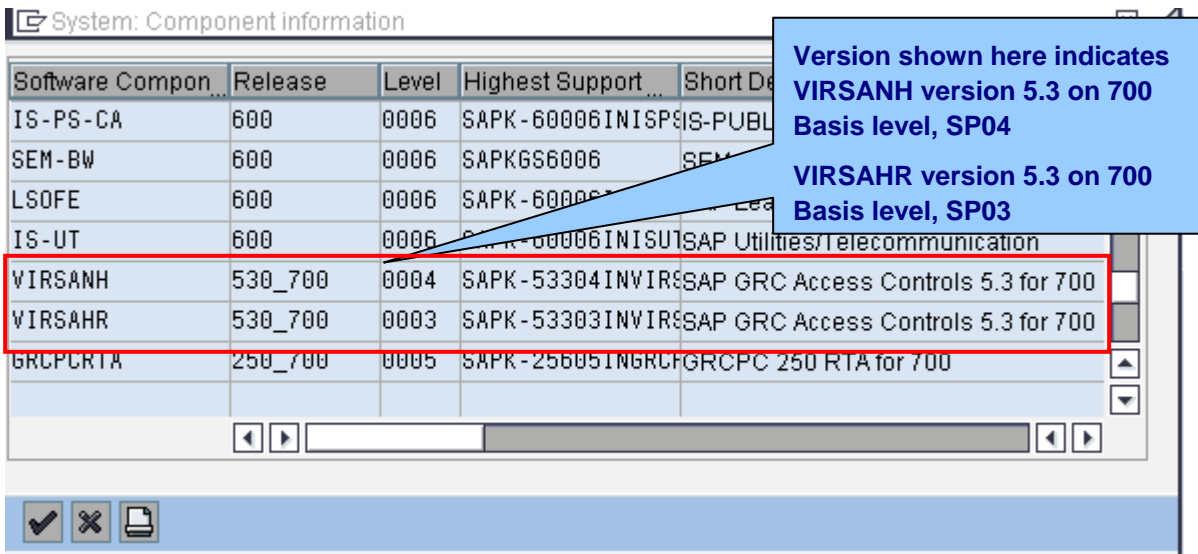 System: Component information
Version shown here indicates
VIRSANH version 5.3 on 700
Basis level, SP04
VIRSAHR version 5.3 on 700
Basis level, SP03
Software Compon... Release Level Highest Support ... Short De
IS-PS-CA 600 0006 SAPK-60006INISPS IS-PUBL
SEM-BW 600 0006 SAPKGS6006 SEM
LSOFE 600 0006
IS-UT 600 0006 SAPK-60006INISUT SAP Utilities/Telecommunication
VIRSANH 530_700 0004 SAPK-53304INVIRS SAP GRC Access Controls 5.3 for 700
VIRSAHR 530_700 0003 SAPK-53303INVIRS SAP GRC Access Controls 5.3 for 700
GRCPCRTA 250_700 0005 SAPK-25605INGRCP GRCPC 250 RTA for 700